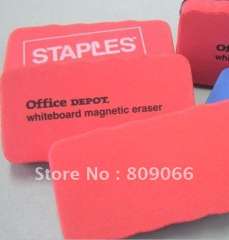 STAPLES
Office DEPOT.
whiteboard magnetic eraser
Store No.: 809066